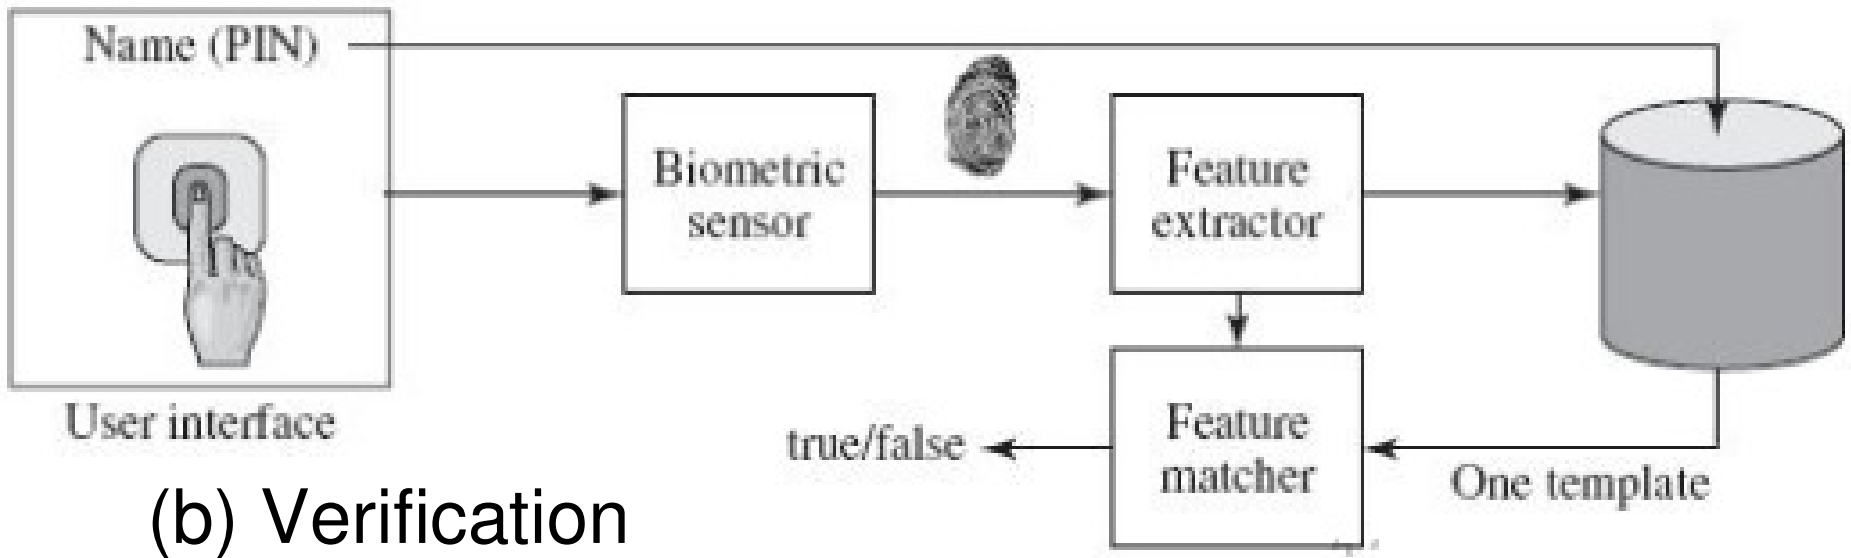 Name (PIN)
Biometric
sensor
Feature
extractor
User interface
true/false
Feature
matcher
One template
(b) Verification